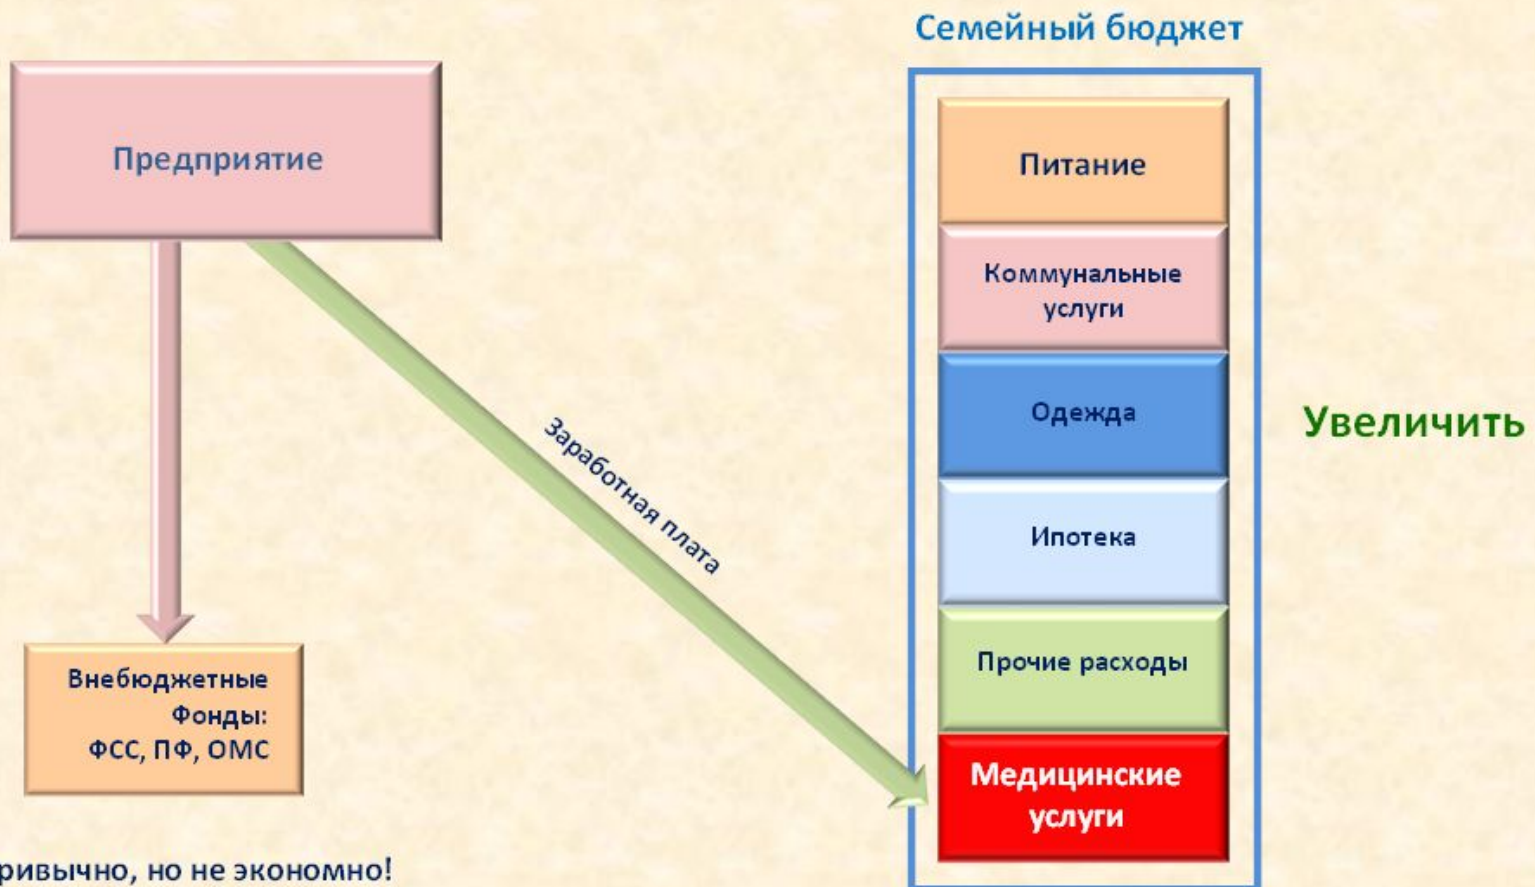 Семейный бюджет
Предприятие
Питание
Коммунальные
услуги
Одежда
Увеличить
Заработная плата
Ипотека
Прочие расходы
Внебюджетные
Фонды:
ФСС, ПФ, ОМС
Медицинские
услуги
ривычно, но не экономно!